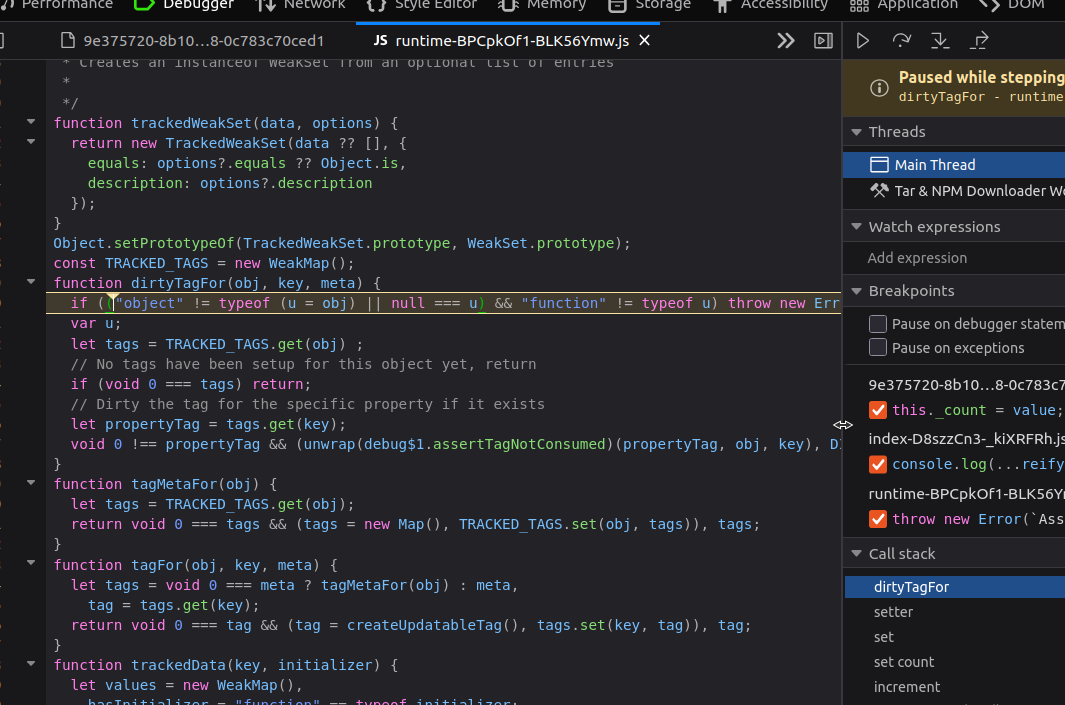 Performance Debugger Network Style Editor Memory Storage Accessibility Application DOM
9e375720-8b10...8-0c783c70ced1 JS runtime-BPCpkOf1-BLK56Ymw.js
* Creates an instanceof WeakSet from an optional list of entries
*
*/
function trackedWeakSet(data, options) {
return new TrackedWeakSet(data ?? [], {
equals: options?.equals ?? Object.is,
description: options?.description
});
}
Object.setPrototypeOf(TrackedWeakSet.prototype, WeakSet.prototype);
const TRACKED_TAGS = new WeakMap();
function dirtyTagFor(obj, key, meta) {
if (("object" != typeof (u = obj) || null === u) && "function" != typeof u) throw new Err
var u;
let tags = TRACKED_TAGS.get(obj) ;
// No tags have been setup for this object yet, return
if (void 0 === tags) return;
// Dirty the tag for the specific property if it exists
let propertyTag = tags.get(key);
void 0 !== propertyTag && (unwrap(debug$1.assertTagNotConsumed)(propertyTag, obj, key), D
}
function tagMetaFor(obj) {
let tags = TRACKED_TAGS.get(obj);
return void 0 === tags && (tags = new Map(), TRACKED_TAGS.set(obj, tags)), tags;
}
function tagFor(obj, key, meta) {
let tags = void 0 === meta ? tagMetaFor(obj) : meta,
tag = tags.get(key);
return void 0 === tag && (tag = createUpdatableTag(), tags.set(key, tag)), tag;
}
function trackedData(key, initializer) {
let values = new WeakMap(),
hasInitializer = "function" == typeof initializer;
Paused while stepping
dirtyTagFor - runtime
Threads
Main Thread
Tar & NPM Downloader Wo
Watch expressions
Add expression
Breakpoints
Pause on debugger statem
Pause on exceptions
9e375720-8b10...8-0c783c7
this._count = value;
index-D8szzCn3-_kiXRFRh.js
console.log(...reify
runtime-BPCpkOf1-BLK56Y
throw new Error(`Ass
Call stack
dirtyTagFor
setter
set
set count
increment